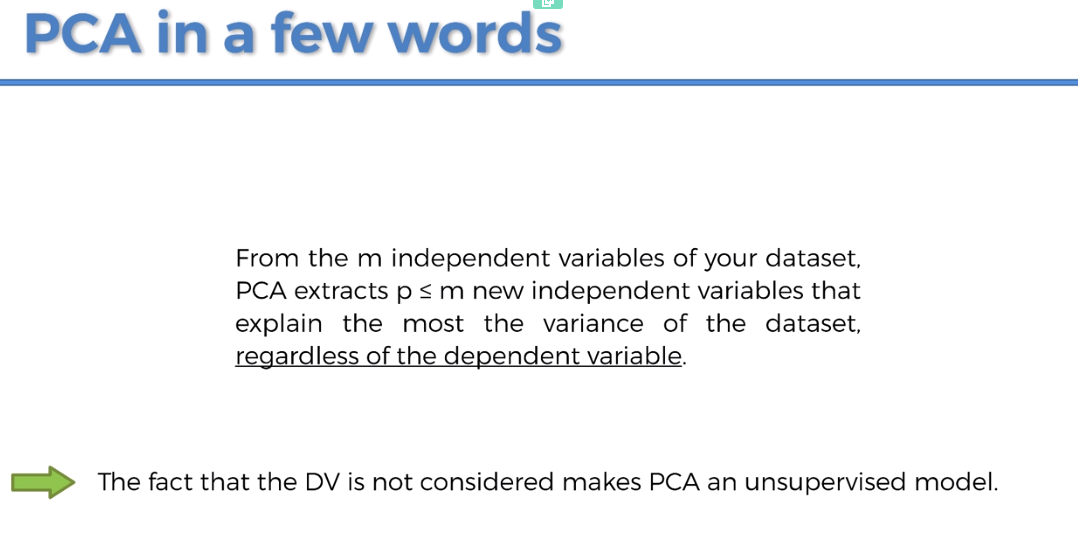 PCA in a few words
From the m independent variables of your dataset,
PCA extracts p ≤ m new independent variables that
explain the most the variance of the dataset,
regardless of the dependent variable.
The fact that the DV is not considered makes PCA an unsupervised model.